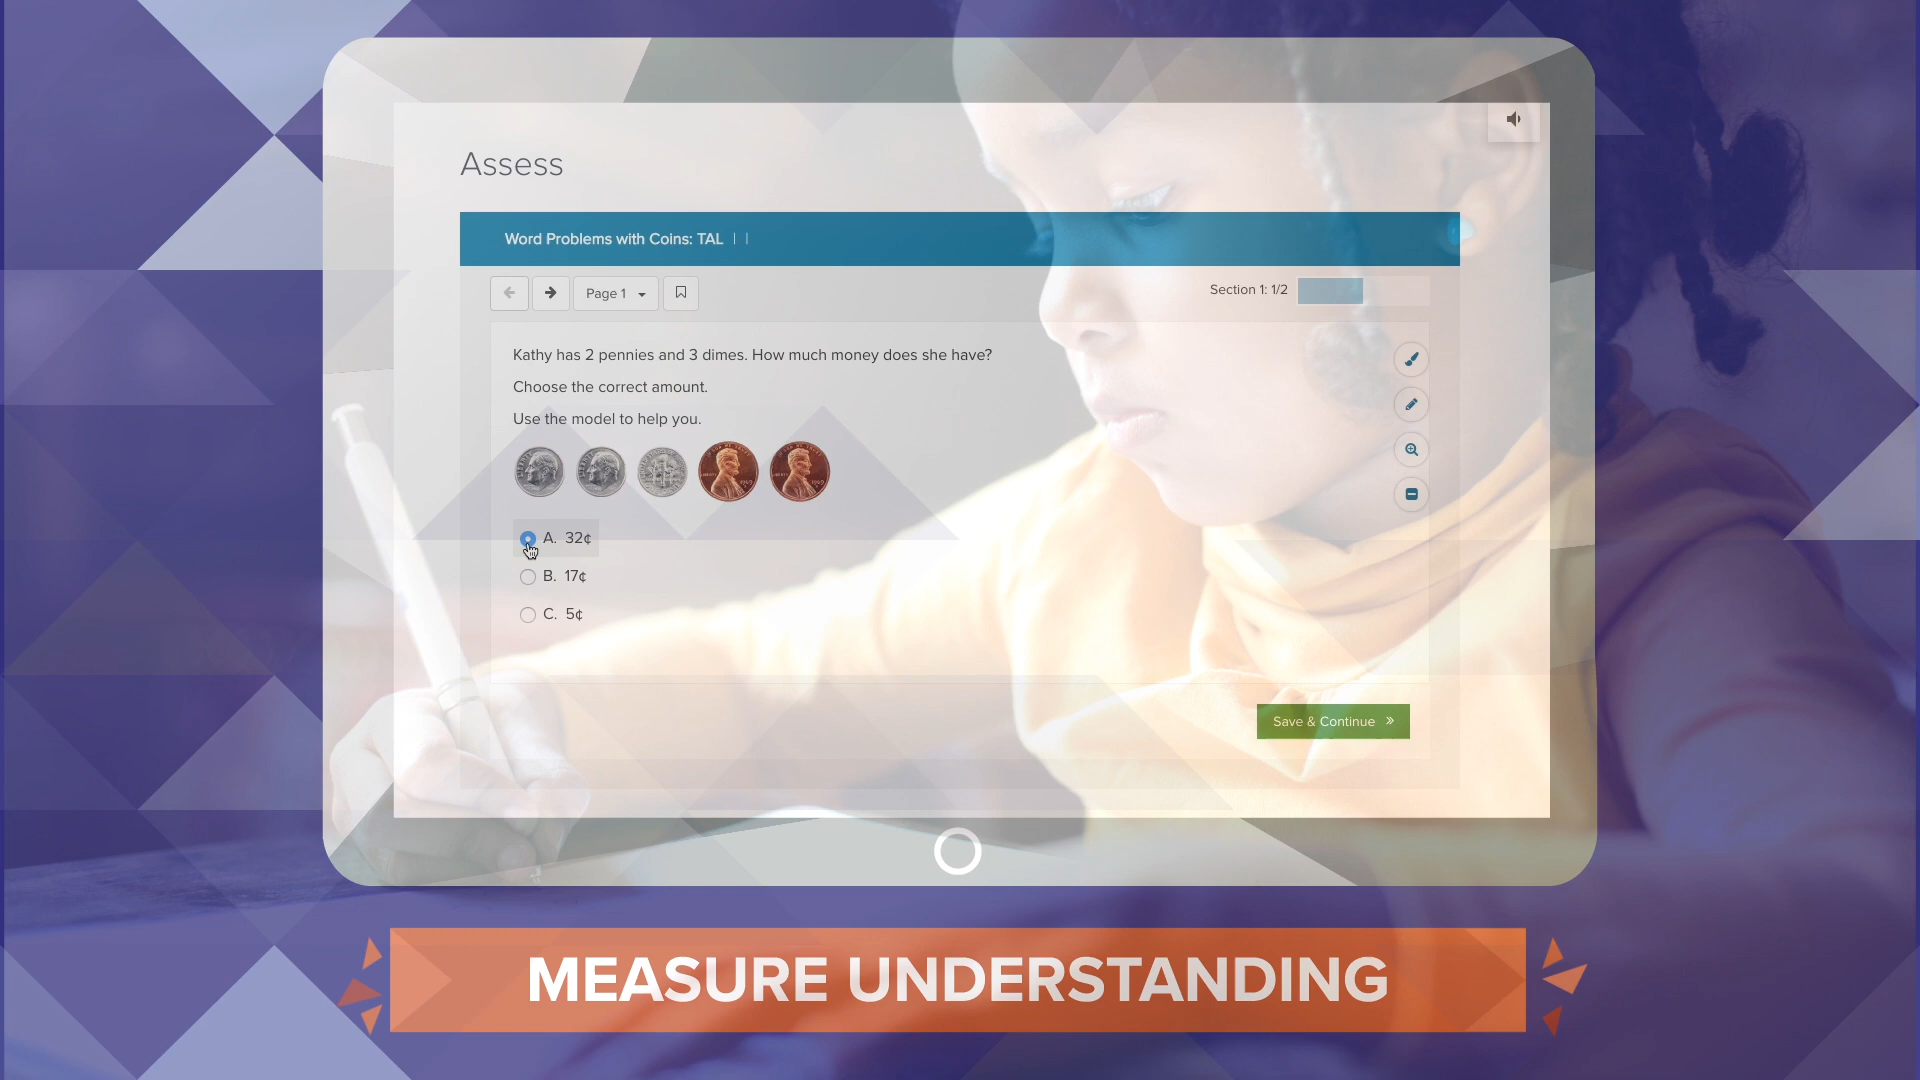 Assess
Word Problems with Coins: TAL | |
Page 1
Section 1: 1/2
Kathy has 2 pennies and 3 dimes. How much money does she have?
Choose the correct amount.
Use the model to help you.
A. 32¢
B. 17¢
C. 5¢
Save & Continue »
MEASURE UNDERSTANDING